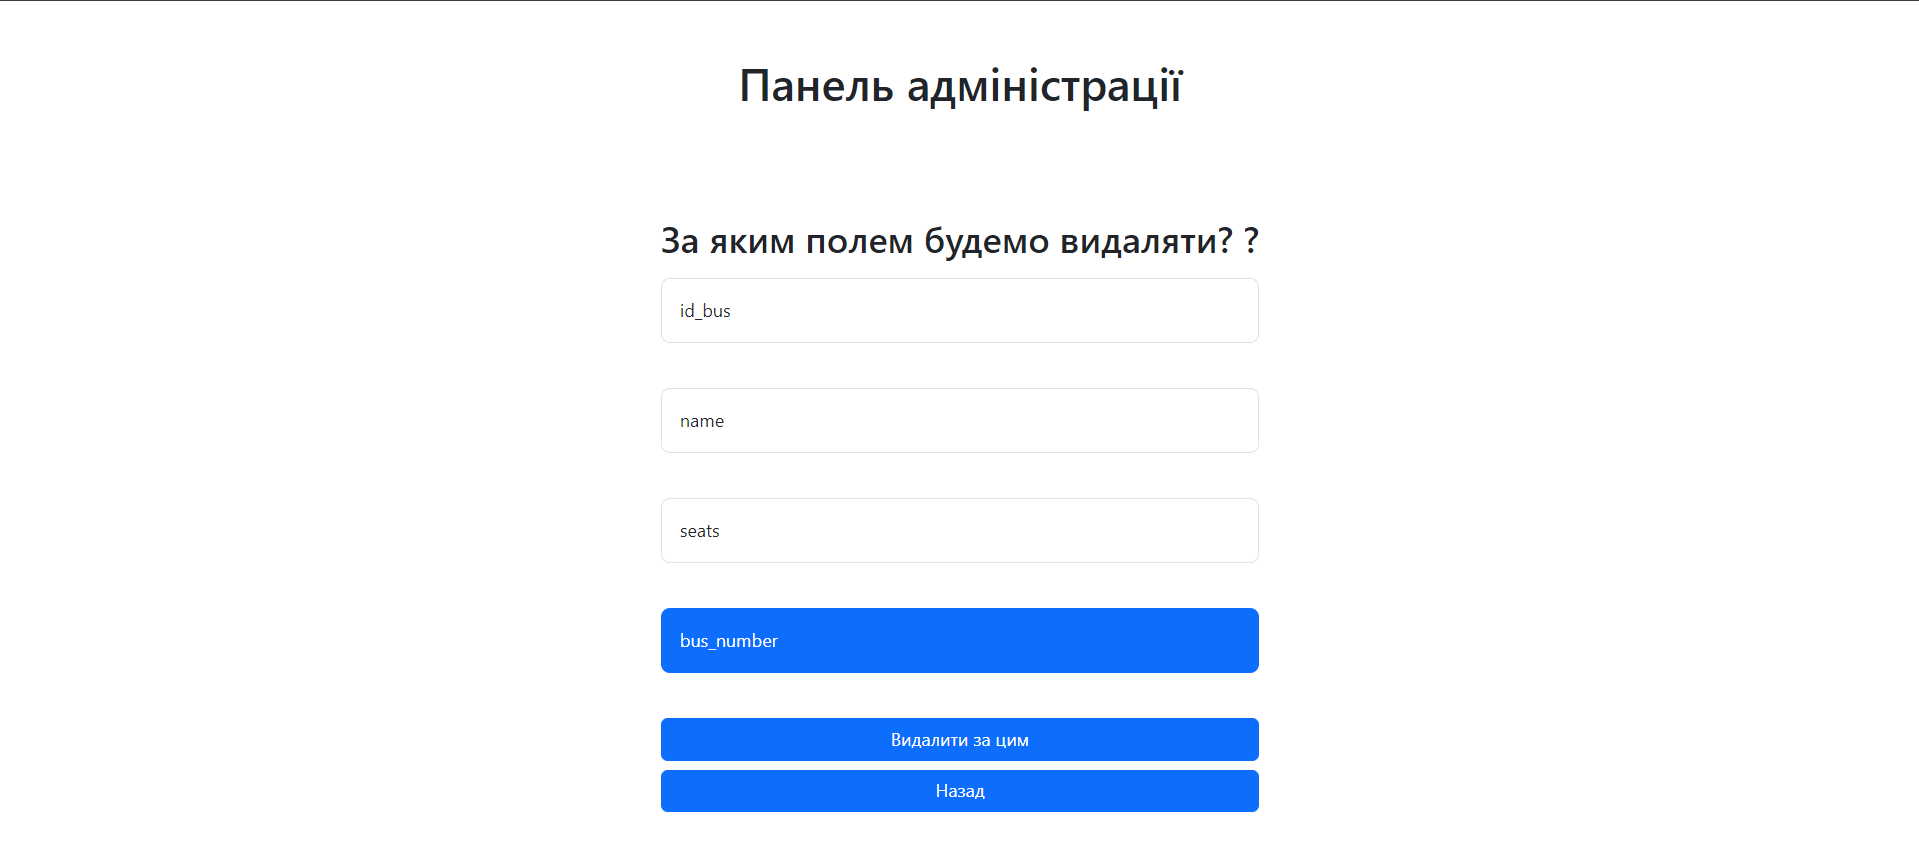 Панель адміністрації
За яким полем будемо видаляти? ?
id_bus
name
seats
bus_number
Видалити за цим
Назад